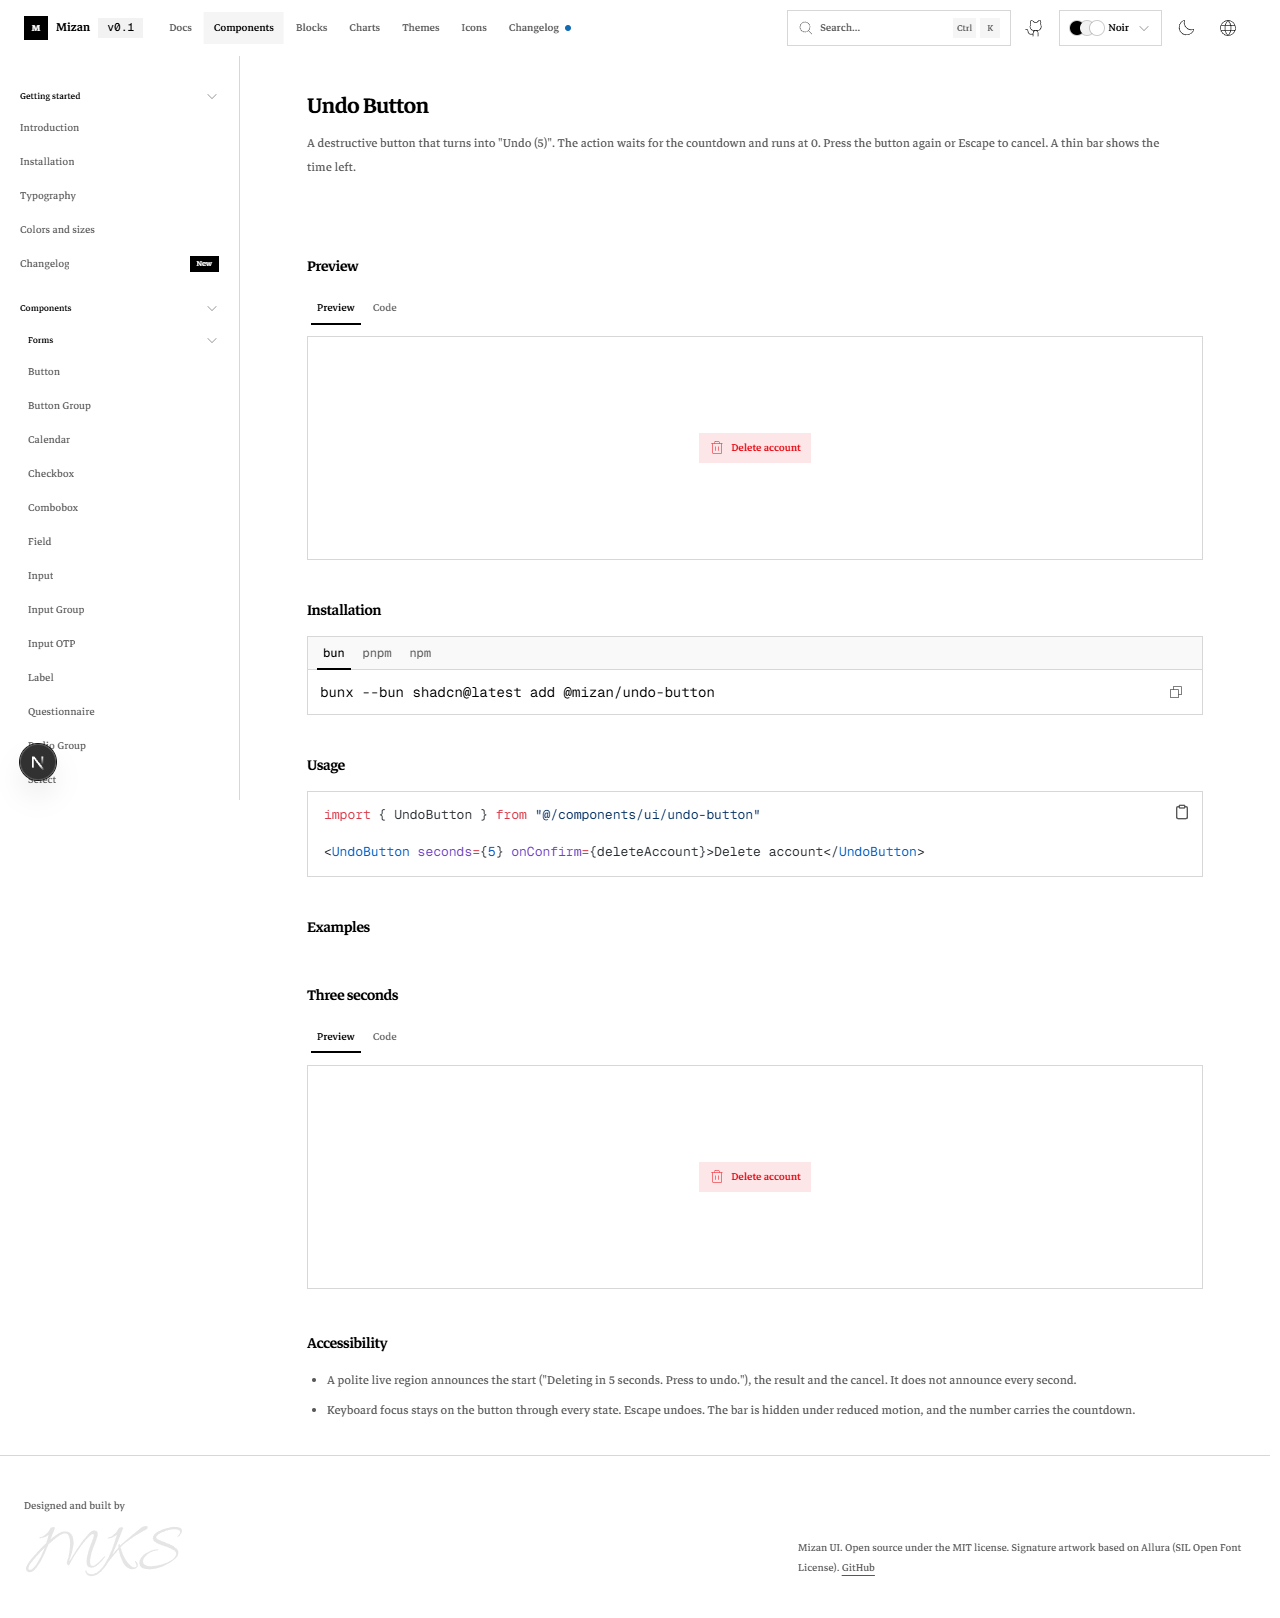 M Mizan v0.1 Docs Components Blocks Charts Themes Icons Changelog Search... Ctrl K Noir
Getting started
Introduction
Installation
Typography
Colors and sizes
Changelog New
Components
Forms
Button
Button Group
Calendar
Checkbox
Combobox
Field
Input
Input Group
Input OTP
Label
Questionnaire
Group
N
Undo Button
A destructive button that turns into "Undo (5)". The action waits for the countdown and runs at 0. Press the button again or Escape to cancel. A thin bar shows the
time left.
Preview
Preview Code
Delete account
Installation
bun pnpm npm
bunx --bun shadcn@latest add @mizan/undo-button
Usage
import { UndoButton } from "@/components/ui/undo-button"
<UndoButton seconds={5} onConfirm={deleteAccount}>Delete account</UndoButton>
Examples
Three seconds
Preview Code
Delete account
Accessibility
• A polite live region announces the start ("Deleting in 5 seconds. Press to undo."), the result and the cancel. It does not announce every second.
• Keyboard focus stays on the button through every state. Escape undoes. The bar is hidden under reduced motion, and the number carries the countdown.
Designed and built by
MKS
Mizan UI. Open source under the MIT license. Signature artwork based on Allura (SIL Open Font
License). GitHub